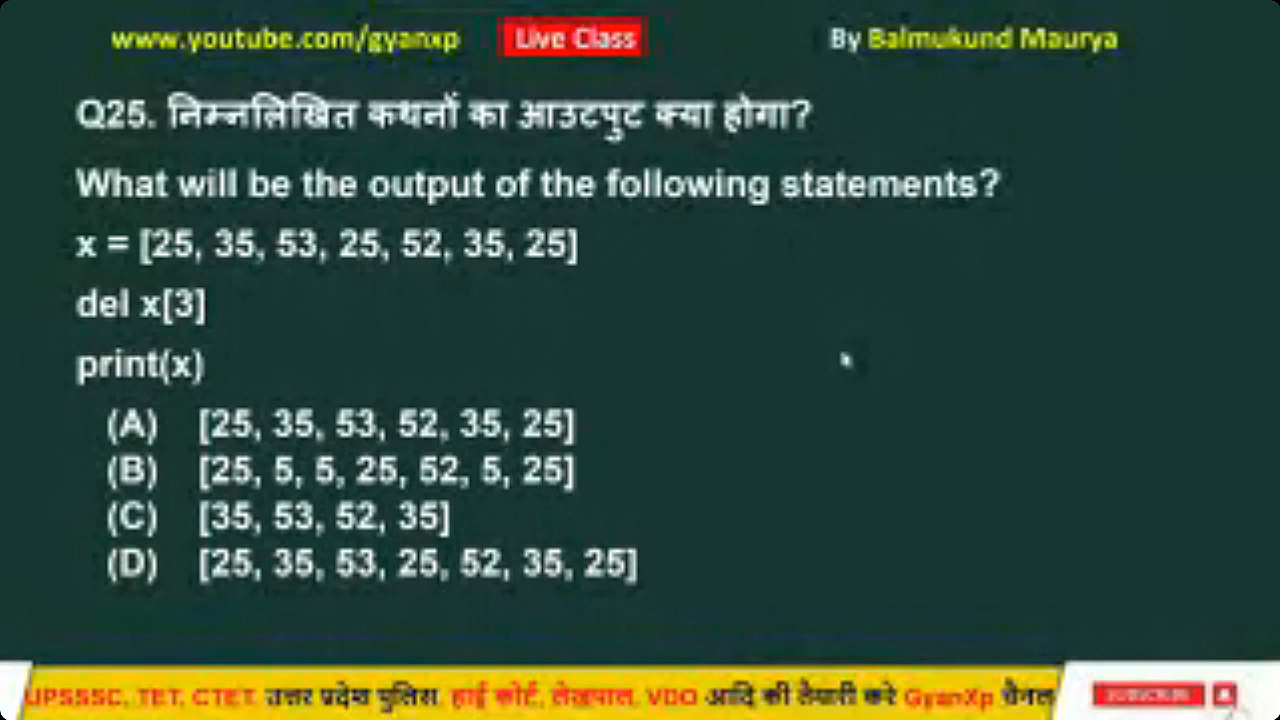 www.youtube.com/gyanxp Live Class By Balmukund Maurya
Q25. निम्नलिखित कथनों का आउटपुट क्या होगा?
What will be the output of the following statements?
x = [25, 35, 53, 25, 52, 35, 25]
del x[3]
print(x)
(A) [25, 35, 53, 52, 35, 25]
(B) [25, 5, 5, 25, 52, 5, 25]
(C) [35, 53, 52, 35]
(D) [25, 35, 53, 25, 52, 35, 25]
UPSSSC, TET, CTET, उत्तर प्रदेश पुलिस, हाई कोर्ट, लेखपाल, VDO आदि की तैयारी करे GyanXp चैनल SUBSCRIBE